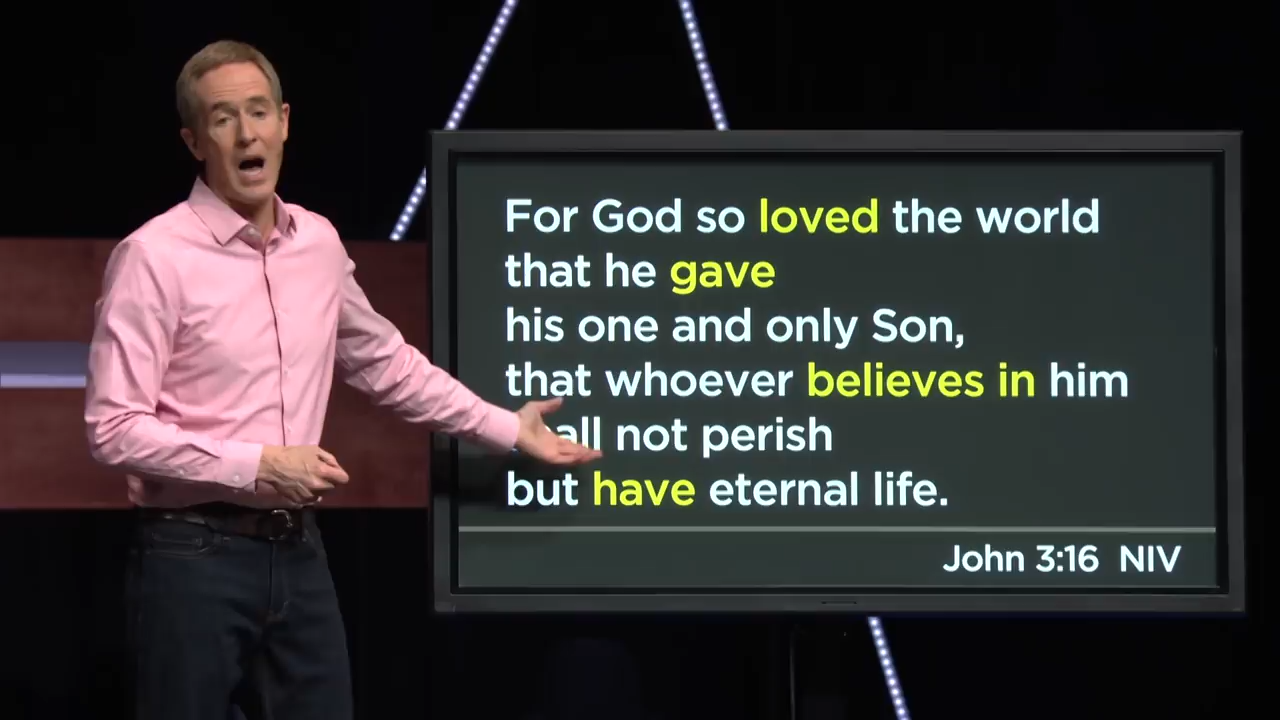 For God so loved the world
that he gave
his one and only Son,
that whoever believes in him
not perish
but have eternal life.
John 3:16 NIV